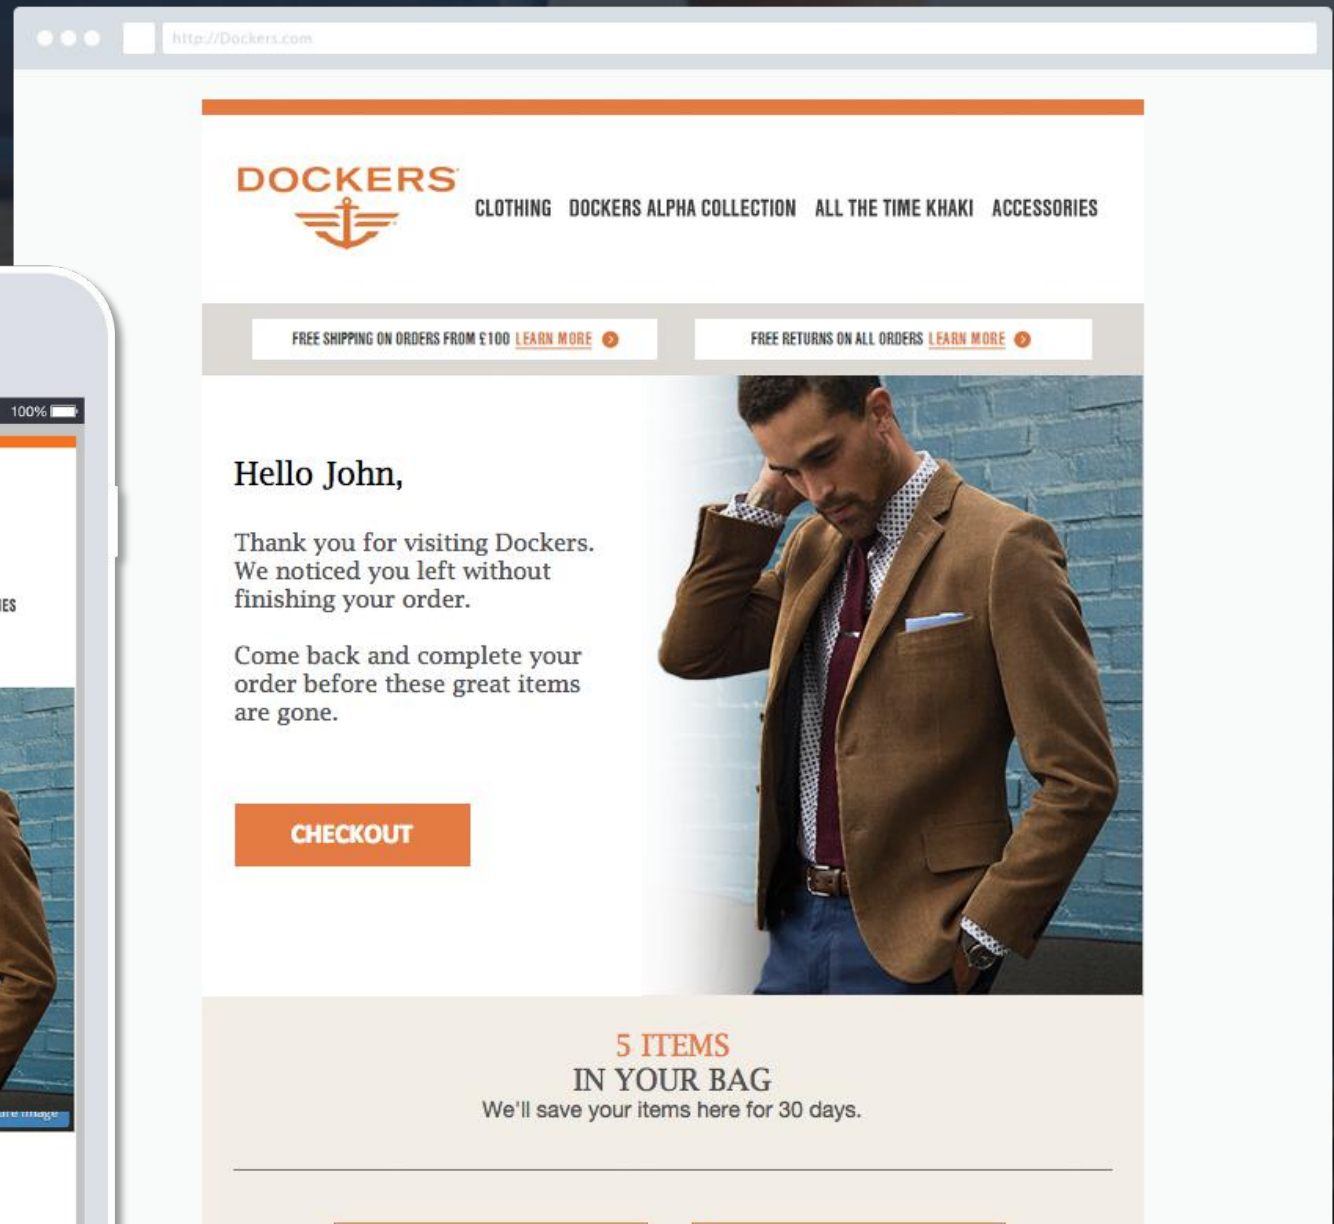 http://Dockers.com
DOCKERS
CLOTHING DOCKERS ALPHA COLLECTION ALL THE TIME KHAKI ACCESSORIES
FREE SHIPPING ON ORDERS FROM £100 LEARN MORE
FREE RETURNS ON ALL ORDERS LEARN MORE
100%
Hello John,
Thank you for visiting Dockers.
We noticed you left without
finishing your order.
Come back and complete your
order before these great items
are gone.
CHECKOUT
5 ITEMS
IN YOUR BAG
We'll save your items here for 30 days.